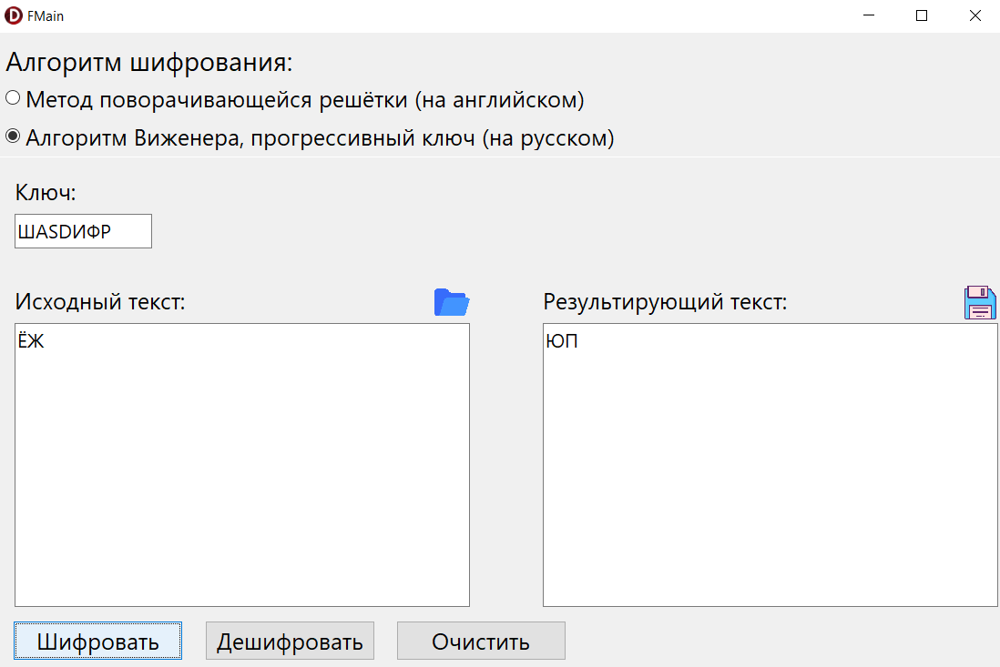 FMain
Алгоритм шифрования:
Метод поворачивающейся решётки (на английском)
Алгоритм Виженера, прогрессивный ключ (на русском)
Ключ:
ШАSDИФР
Исходный текст:
Результирующий текст:
ЁЖ
ЮП
Шифровать
Дешифровать
Очистить